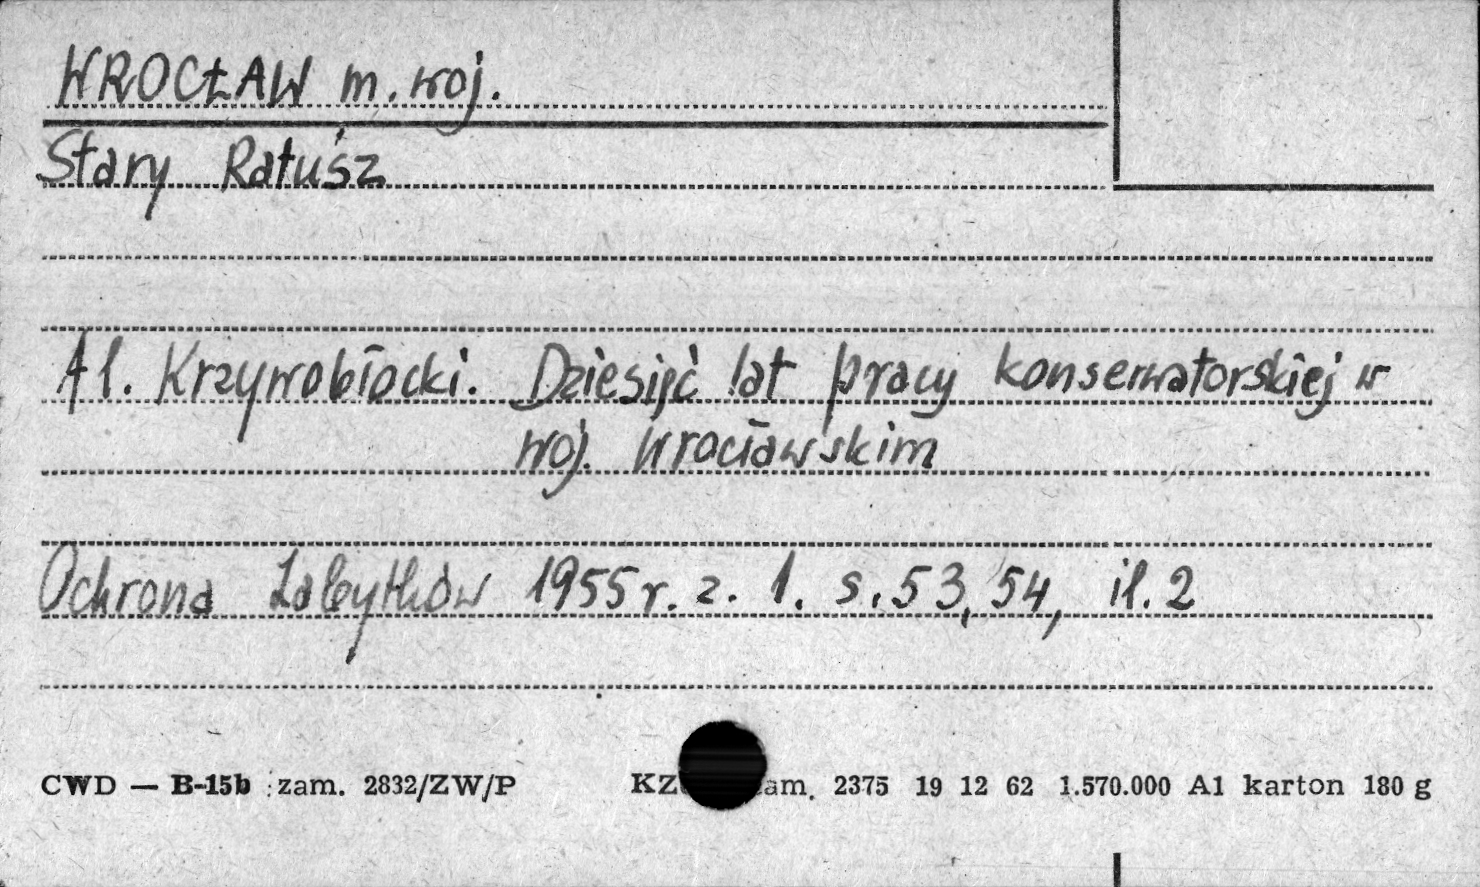 WROCŁAW m. woj.
Stary Ratusz
Al. Krzywobłocki. Dziesięć lat pracy konserwatorskiej w
woj. wrocławskim
Ochrona Zabytków 1955 r. z. 1. s. 53, 54, il. 2
CWD — B-15b zam. 2832/ZW/P 2375 19 12 62 1.570.000 A1 karton 180 g